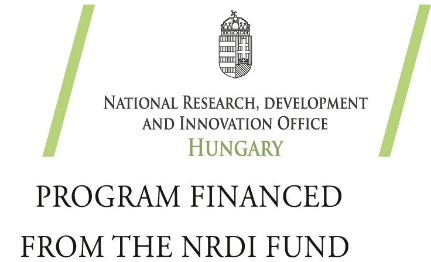 NATIONAL RESEARCH, DEVELOPMENT
AND INNOVATION OFFICE
HUNGARY
PROGRAM FINANCED
FROM THE NRDI FUND